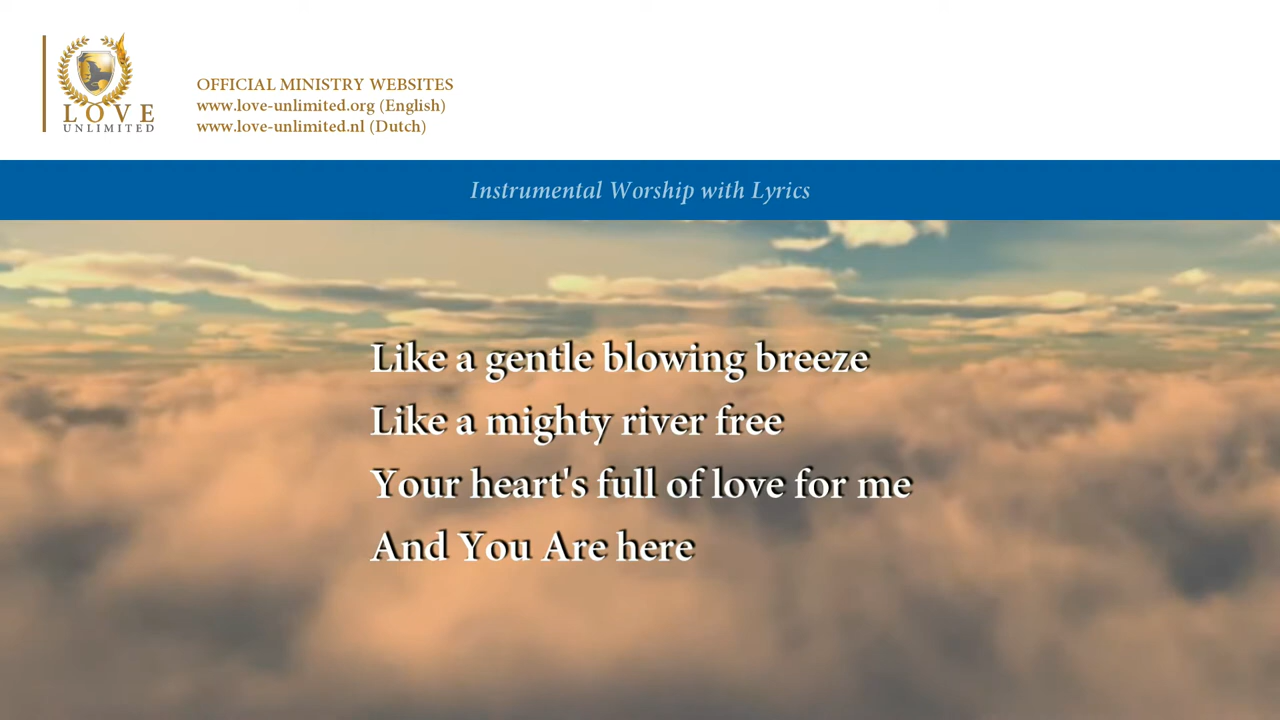 LOVE
UNLIMITED
OFFICIAL MINISTRY WEBSITES
www.love-unlimited.org (English)
www.love-unlimited.nl (Dutch)
Instrumental Worship with Lyrics
Like a gentle blowing breeze
Like a mighty river free
Your heart's full of love for me
And You Are here